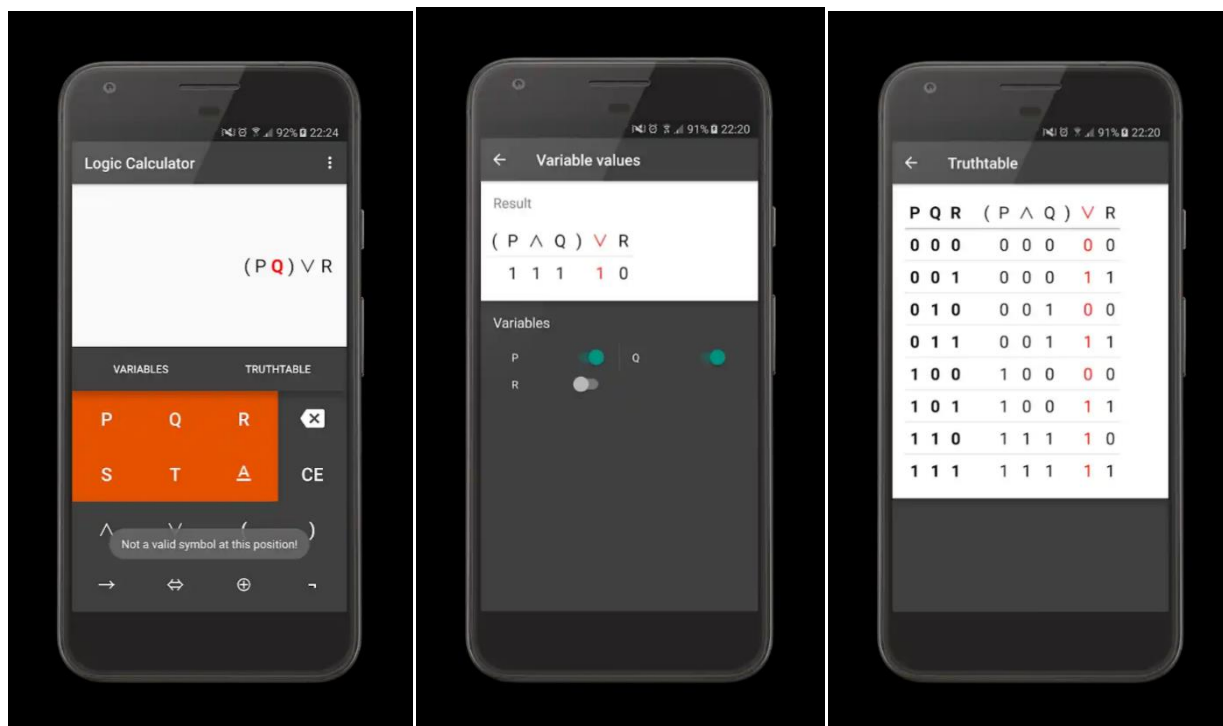 92% 22:24
Logic Calculator
( P Q ) ∨ R
VARIABLES TRUTHTABLE
P Q R
S T A CE
∧ ∨ ( )
Not a valid symbol at this position!
→ ⇔ ⊕ ¬
91% 22:20
← Variable values
Result
( P ∧ Q ) ∨ R
1 1 1 1 0
Variables
P Q
R
91% 22:20
← Truthtable
P Q R ( P ∧ Q ) ∨ R
0 0 0 0 0 0 0 0
0 0 1 0 0 0 1 1
0 1 0 0 0 1 0 0
0 1 1 0 0 1 1 1
1 0 0 1 0 0 0 0
1 0 1 1 0 0 1 1
1 1 0 1 1 1 1 0
1 1 1 1 1 1 1 1